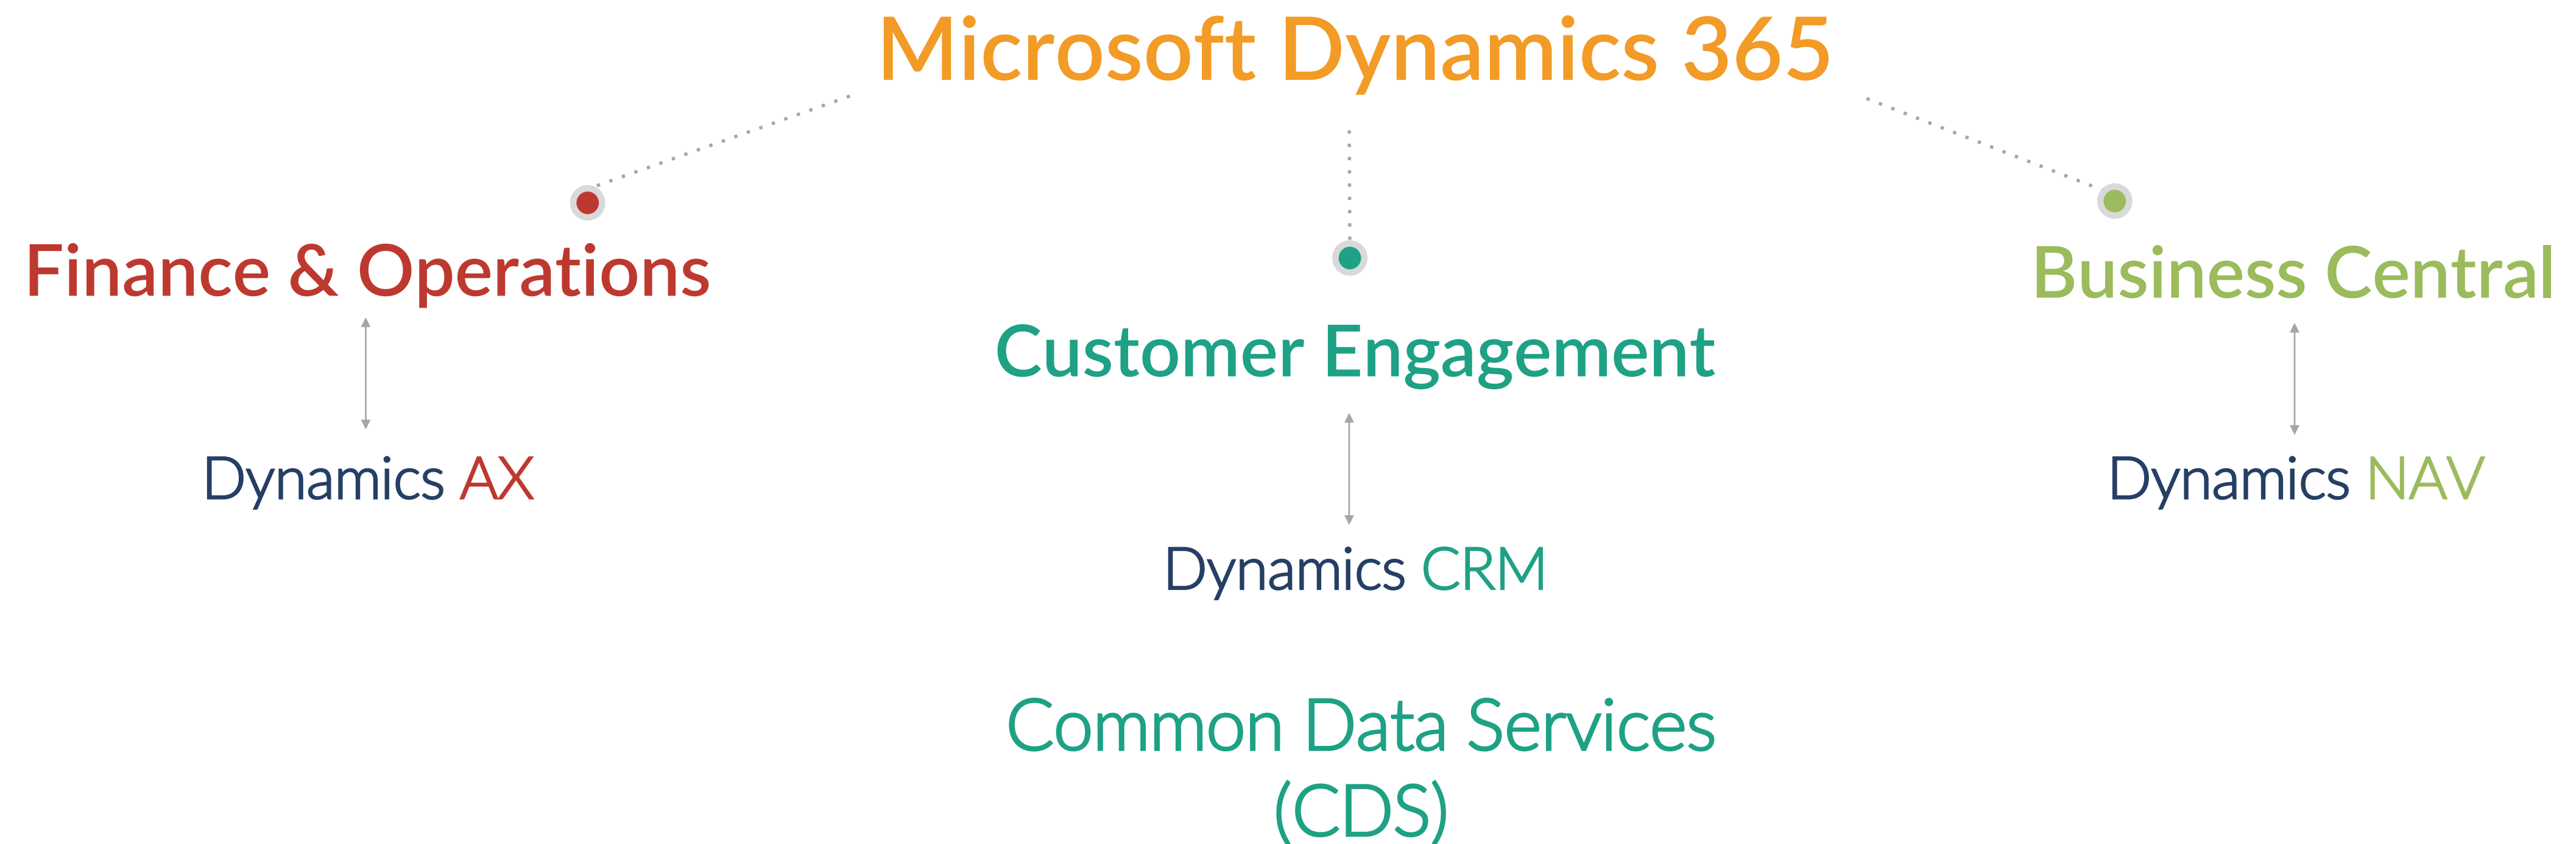 Microsoft Dynamics 365
Finance & Operations
Customer Engagement
Business Central
Dynamics AX
Dynamics CRM
Dynamics NAV
Common Data Services
(CDS)